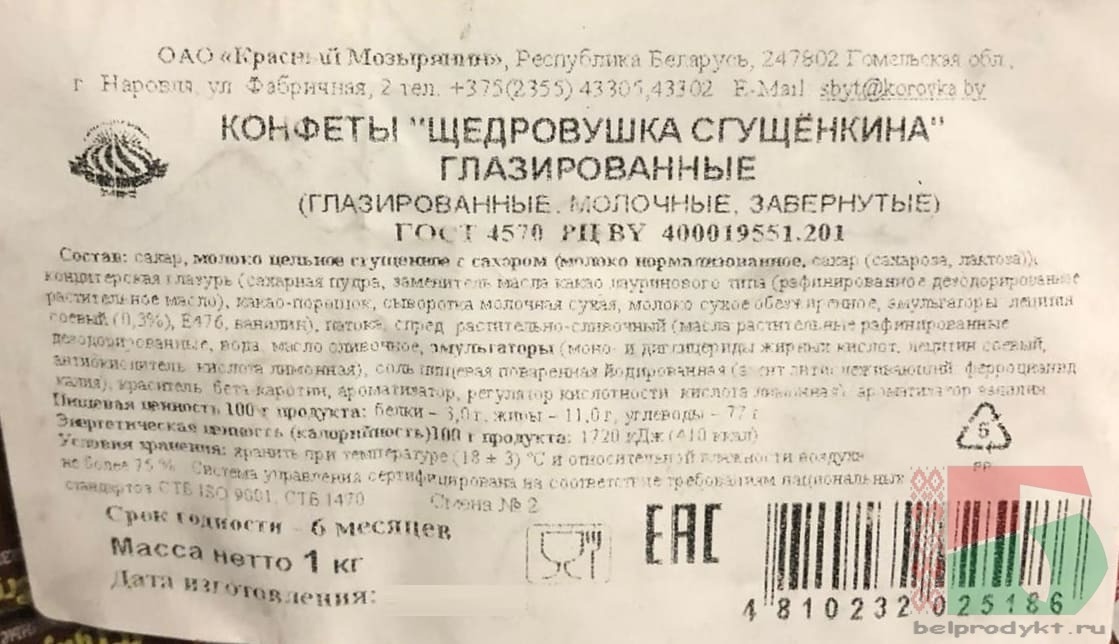 ОАО «Красный Мозырянин», Республика Беларусь, 247802 Гомельская обл.,
г Наровля, ул Фабричная, 2 тел. +375(2355) 43305,43302 E-Mail sbyt@korovka.by
КОНФЕТЫ "ЩЕДРОВУШКА СГУЩЁНКИНА"
ГЛАЗИРОВАННЫЕ
(ГЛАЗИРОВАННЫЕ, МОЛОЧНЫЕ, ЗАВЕРНУТЫЕ)
ГОСТ 4570 РЦ BY 400019551.201
Состав: сахар, молоко цельное сгущенное с сахаром (молоко нормализованное, сахар (сахароза, лактоза)),
кондитерская глазурь (сахарная пудра, заменитель масла какао лауринового типа (рафинированное дезодорированное
растительное масло), какао-порошок, сыворотка молочная сухая, молоко сухое обезжиренное, эмульгаторы лецитин
соевый (0,3%), Е476, ванилин), патока, спред растительно-сливочный (масла растительные рафинированные
дезодорированные, вода, масло сливочное, эмульгаторы (моно- и диглицериды жирных кислот, лецитин соевый,
антиокислитель кислота лимонная), соль пищевая поваренная йодированная (агент антислеживающий ферроцианид
калия), краситель бета-каротин, ароматизатор, регулятор кислотности кислота лимонная), ароматизатор ванилин
Пищевая ценность 100 г продукта: белки – 3,0 г, жиры – 11,0 г, углеводы – 77 г
Энергетическая ценность (калорийность)100 г продукта: 1720 кДж (410 ккал)
Условия хранения: хранить при температуре (18 ± 3) °С и относительной влажности воздуха
не более 75 %. Система управления сертифицирована на соответствие требованиям национальных
стандартов СТБ ISO 9001, СТБ 1470 Смена № 2
Срок годности - 6 месяцев
Масса нетто 1 кг
Дата изготовления:
5
PP
EAC
4 810232 025186
belprodykt.ru